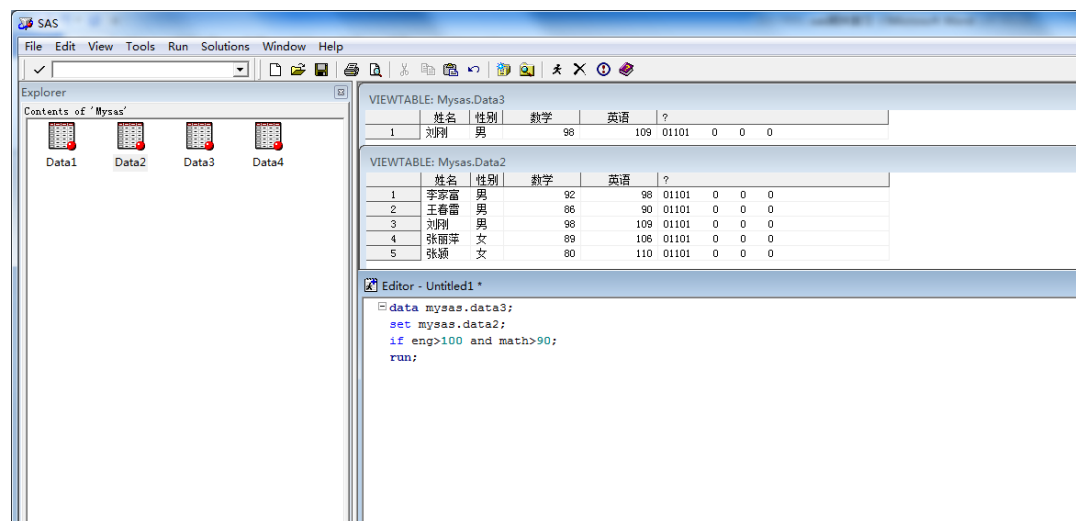 SAS
File Edit View Tools Run Solutions Window Help
Explorer
Contents of 'Mysas'
Data1 Data2 Data3 Data4
VIEWTABLE: Mysas.Data3
姓名 性别 数学 英语 ?
1 刘刚 男 98 109 01101 0 0 0
VIEWTABLE: Mysas.Data2
姓名 性别 数学 英语 ?
1 李家富 男 92 98 01101 0 0 0
2 王春雷 男 86 90 01101 0 0 0
3 刘刚 男 98 109 01101 0 0 0
4 张丽萍 女 89 106 01101 0 0 0
5 张颖 女 80 110 01101 0 0 0
Editor - Untitled1 *
data mysas.data3;
set mysas.data2;
if eng>100 and math>90;
run;